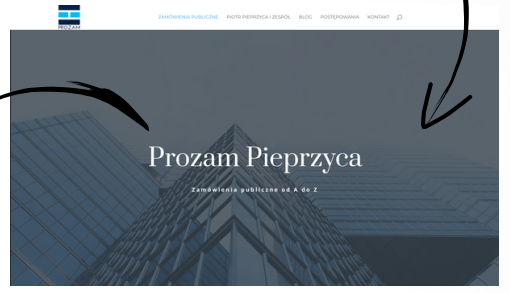 PROZAM
ZAMÓWIENIA PUBLICZNE PIOTR PIEPRZYCA I ZESPÓŁ BLOG POSTĘPOWANIA KONTAKT
Prozam Pieprzyca
Zamówienia publiczne od A do Z